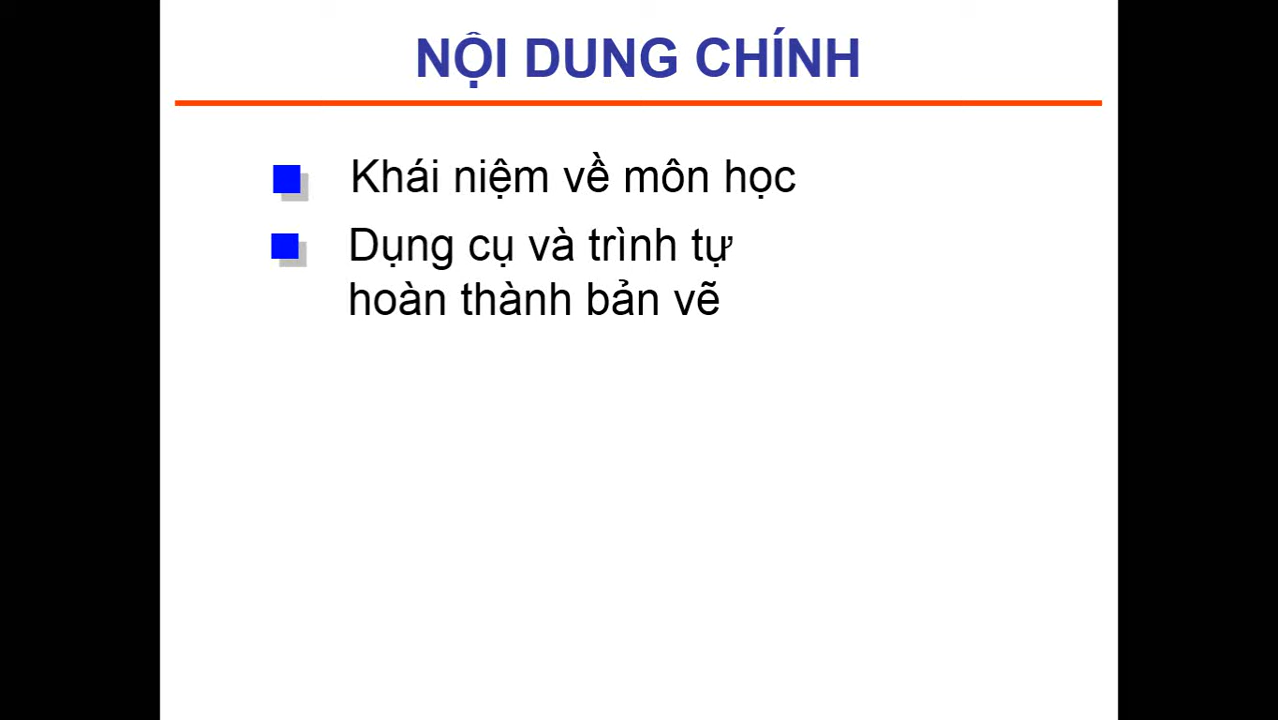 NỘI DUNG CHÍNH
Khái niệm về môn học
Dụng cụ và trình tự
hoàn thành bản vẽ